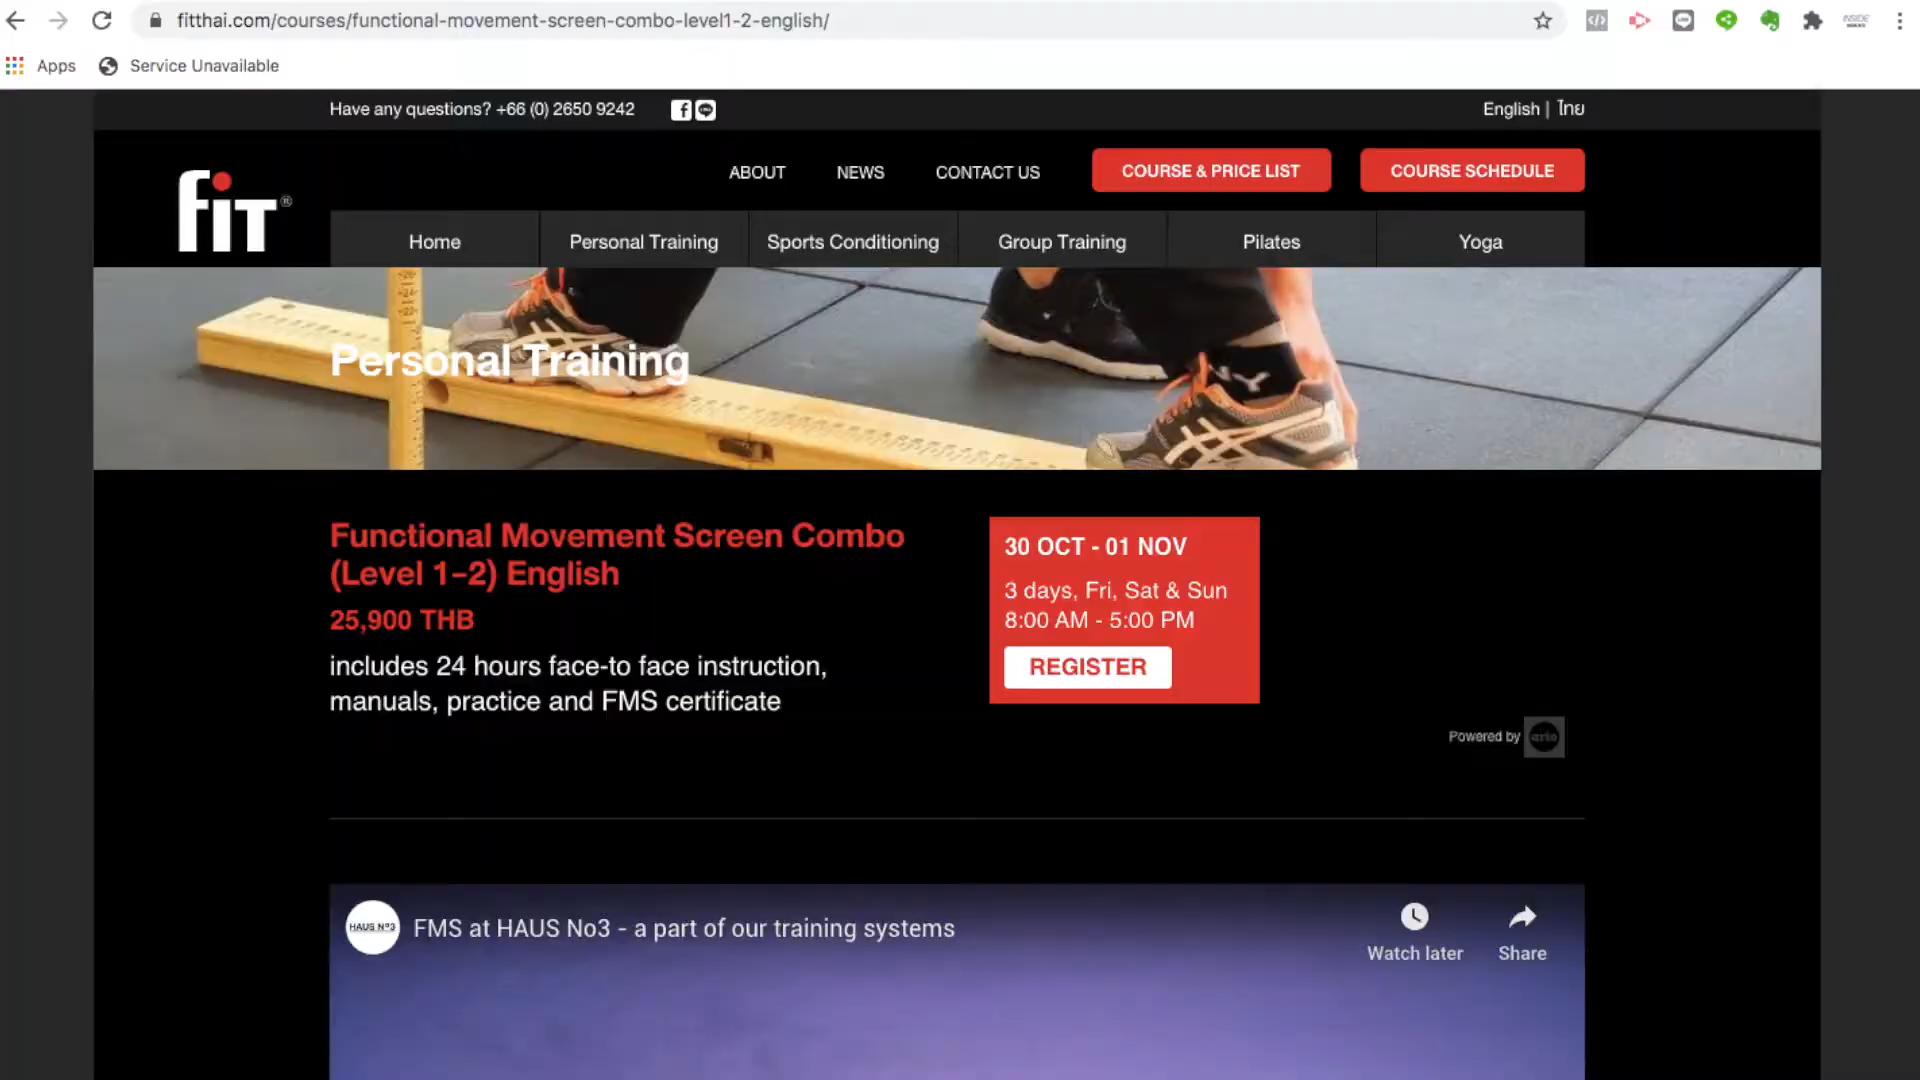 fitthai.com/courses/functional-movement-screen-combo-level1-2-english/
Apps Service Unavailable
Have any questions? +66 (0) 2650 9242
English | ไทย
fiT®
ABOUT NEWS CONTACT US COURSE & PRICE LIST COURSE SCHEDULE
Home Personal Training Sports Conditioning Group Training Pilates Yoga
Personal Training
Functional Movement Screen Combo
(Level 1-2) English
25,900 THB
includes 24 hours face-to face instruction,
manuals, practice and FMS certificate
30 OCT - 01 NOV
3 days, Fri, Sat & Sun
8:00 AM - 5:00 PM
REGISTER
Powered by
HAUS Nº3
FMS at HAUS No3 - a part of our training systems
Watch later Share